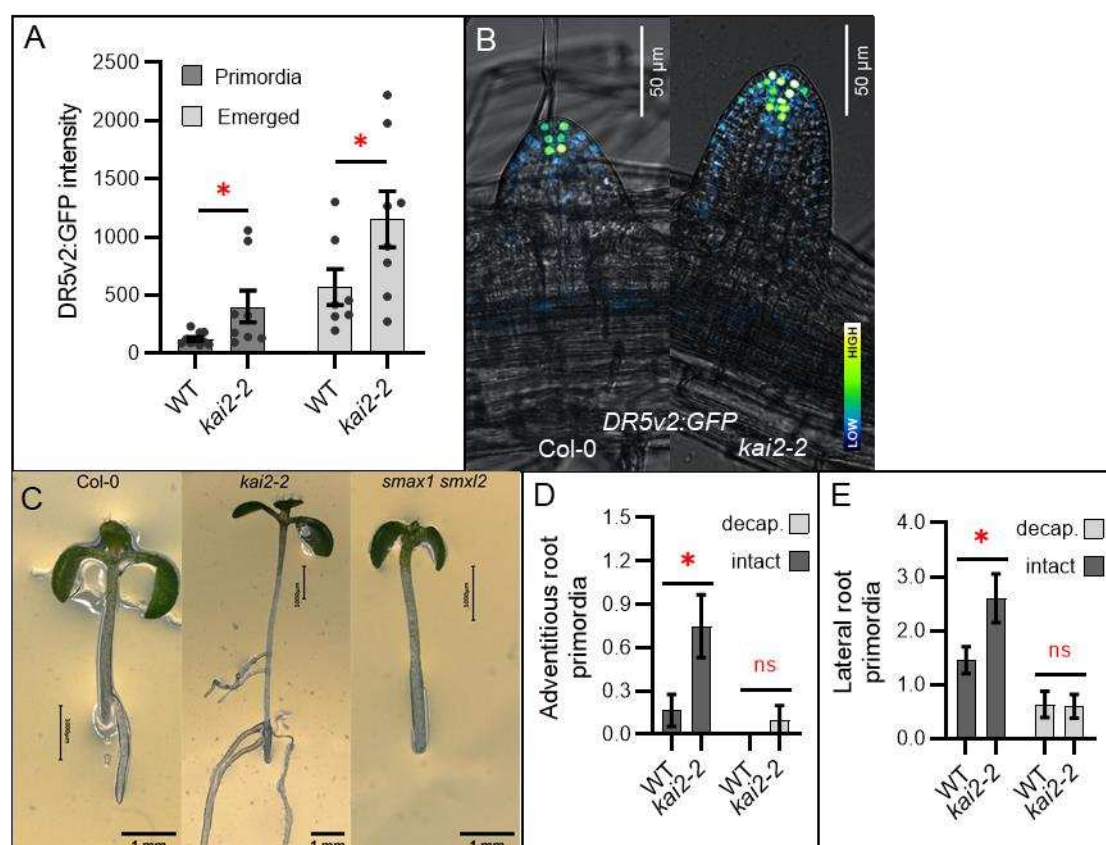 A
DR5v2:GFP intensity
2500
2000
1500
1000
500
0
Primordia
Emerged
*
*
WT
kai2-2
WT
kai2-2
B
50 µm
50 µm
HIGH
LOW
DR5v2:GFP
Col-0
kai2-2
C
Col-0
kai2-2
smax1 smxl2
1000µm
1000µm
1000µm
1 mm
1 mm
1 mm
D
Adventitious root
primordia
1.5
1.2
0.9
0.6
0.3
0.0
decap.
intact
*
ns
WT
kai2-2
WT
kai2-2
E
Lateral root
primordia
4.0
3.0
2.0
1.0
0.0
decap.
intact
*
ns
WT
kai2-2
WT
kai2-2